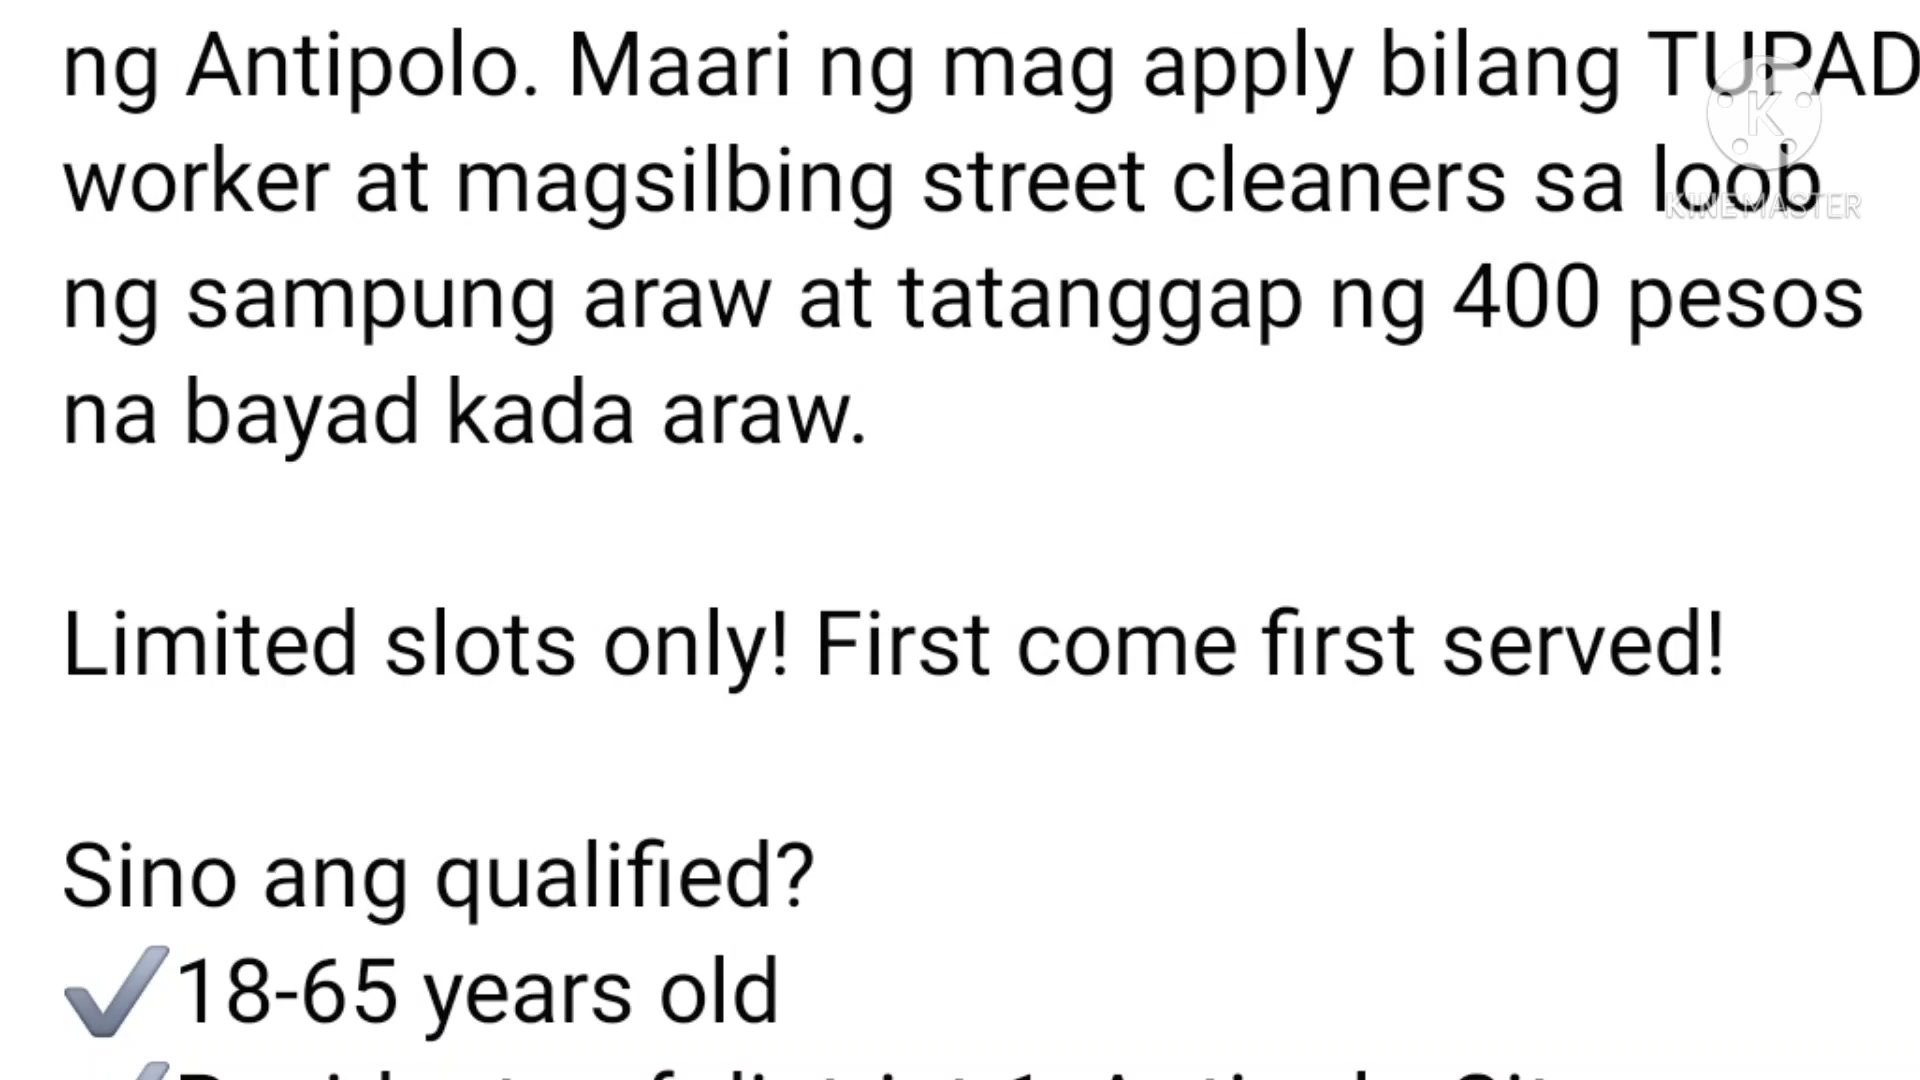 ng Antipolo. Maari ng mag apply bilang TUPAD
worker at magsilbing street cleaners sa loob
KINEMASTER
ng sampung araw at tatanggap ng 400 pesos
na bayad kada araw.
Limited slots only! First come first served!
Sino ang qualified?
✔18-65 years old